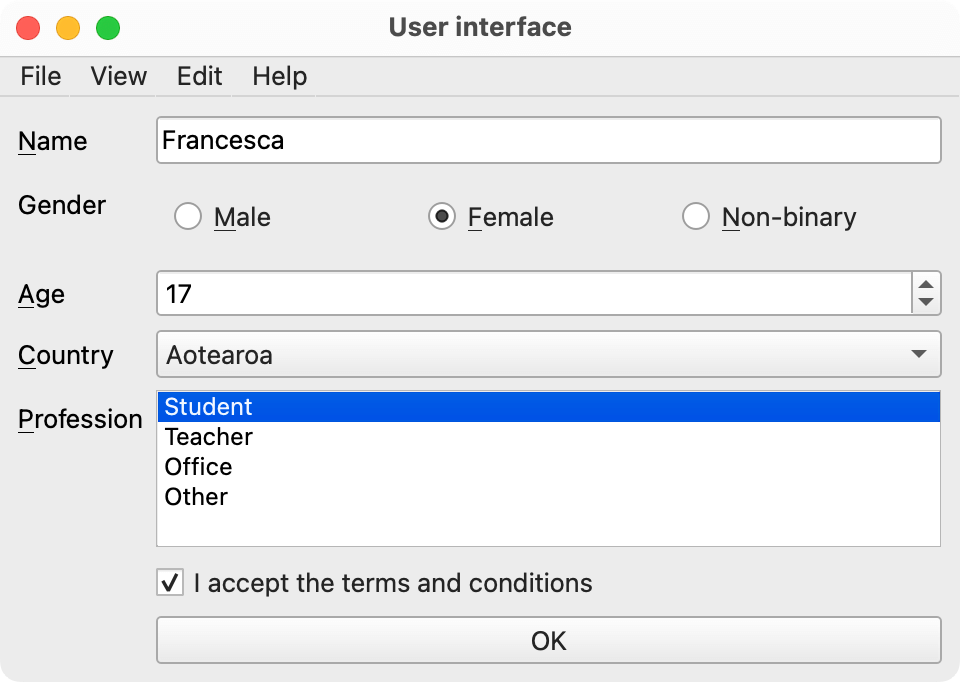 User interface
File View Edit Help
Name Francesca
Gender Male Female Non-binary
Age 17
Country Aotearoa
Profession Student
Teacher
Office
Other
I accept the terms and conditions
OK